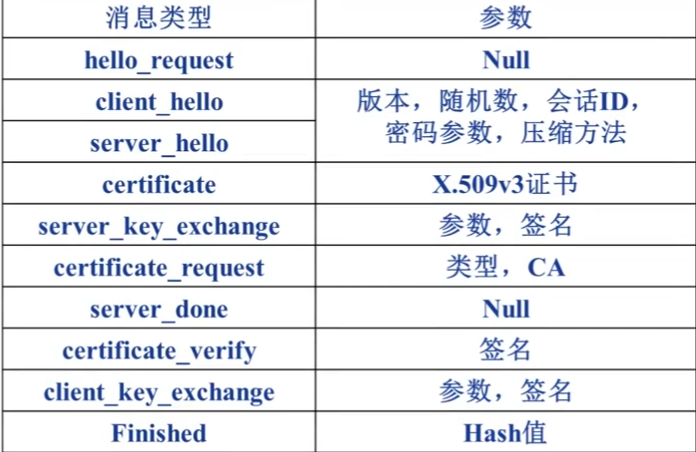 消息类型 参数
hello_request Null
client_hello 版本，随机数，会话ID，
server_hello 密码参数，压缩方法
certificate X.509v3证书
server_key_exchange 参数，签名
certificate_request 类型，CA
server_done Null
certificate_verify 签名
client_key_exchange 参数，签名
Finished Hash值